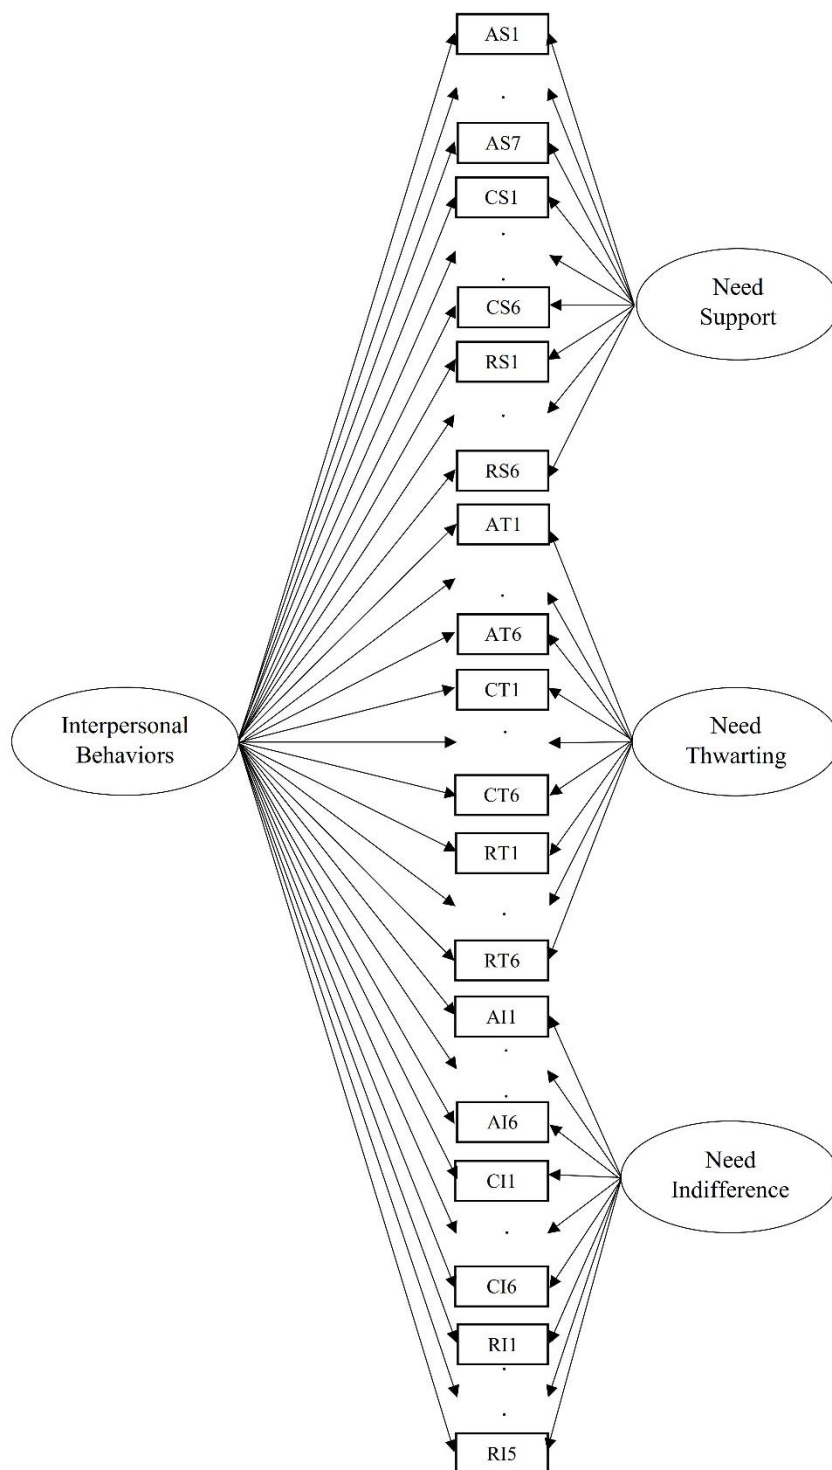 AS1
AS7
CS1
CS6
RS1
RS6
AT1
AT6
CT1
CT6
RT1
RT6
AI1
AI6
CI1
CI6
RI1
RI5
Interpersonal
Behaviors
Need
Support
Need
Thwarting
Need
Indifference